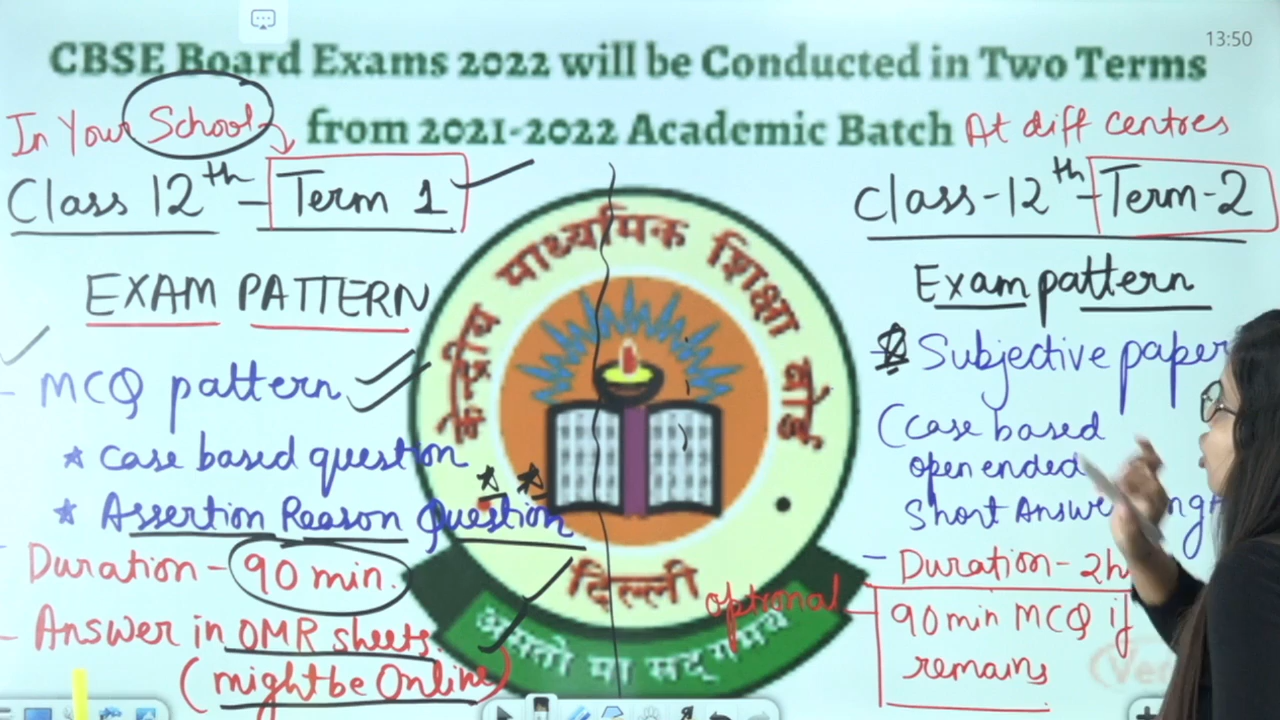 13:50
CBSE Board Exams 2022 will be Conducted in Two Terms
from 2021-2022 Academic Batch
In Your School
Class 12th - Term 1
EXAM PATTERN
- MCQ pattern
* case based question
* Assertion Reason Question
- Duration - 90 min.
- Answer in OMR sheets.
(might be Online)
केन्द्रीय माध्यमिक शिक्षा बोर्ड
दिल्ली
असतो मा सद् गमय
At diff centres
Class-12th - Term-2
Exam pattern
Subjective paper
(case based
open ended
Short Answe
- Duration - 2h
optional
90 min MCQ if
remains